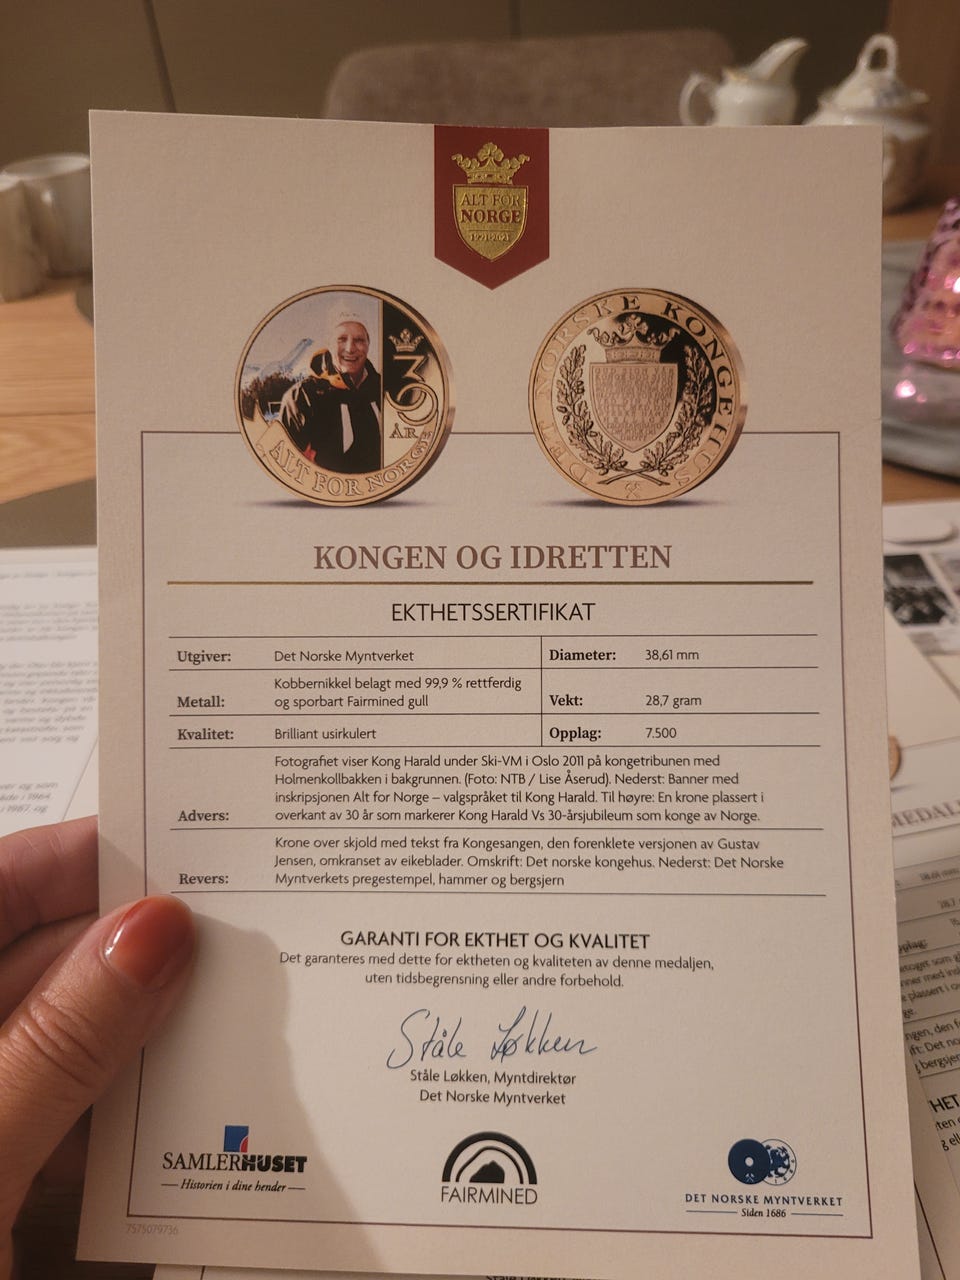 ALT FOR
NORGE
1991-2021
30
ÅR
ALT FOR NORGE
DET NORSKE KONGEHUS
KONGEN OG IDRETTEN
EKTHETSSERTIFIKAT
Utgiver: Det Norske Myntverket
Diameter: 38,61 mm
Metall: Kobbernikkel belagt med 99,9 % rettferdig
og sporbart Fairmined gull
Vekt: 28,7 gram
Kvalitet: Brilliant usirkulert
Opplag: 7.500
Advers: Fotografiet viser Kong Harald under Ski-VM i Oslo 2011 på kongetribunen med
Holmenkollbakken i bakgrunnen. (Foto: NTB / Lise Åserud). Nederst: Banner med
inskripsjonen Alt for Norge – valgspråket til Kong Harald. Til høyre: En krone plassert i
overkant av 30 år som markerer Kong Harald Vs 30-årsjubileum som konge av Norge.
Revers: Krone over skjold med tekst fra Kongesangen, den forenklete versjonen av Gustav
Jensen, omkranset av eikeblader. Omskrift: Det norske kongehus. Nederst: Det Norske
Myntverkets pregestempel, hammer og bergsjern
GARANTI FOR EKTHET OG KVALITET
Det garanteres med dette for ektheten og kvaliteten av denne medaljen,
uten tidsbegrensning eller andre forbehold.
Ståle Løkken
Ståle Løkken, Myntdirektør
Det Norske Myntverket
SAMLERHUSET
Historien i dine hender
FAIRMINED
DET NORSKE MYNTVERKET
Siden 1686
7575079736